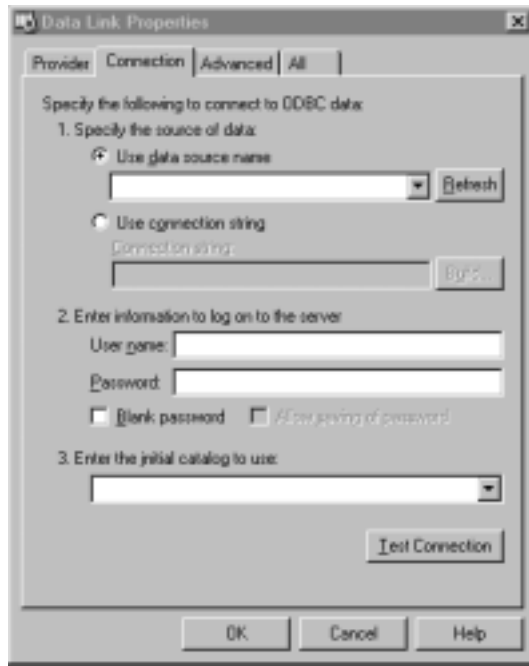 Data Link Properties
Provider Connection Advanced All
Specify the following to connect to ODBC data:
1. Specify the source of data:
Use data source name
Refresh
Use connection string
Connection string:
Build...
2. Enter information to log on to the server
User name:
Password:
Blank password Allow saving of password
3. Enter the initial catalog to use:
Test Connection
OK Cancel Help